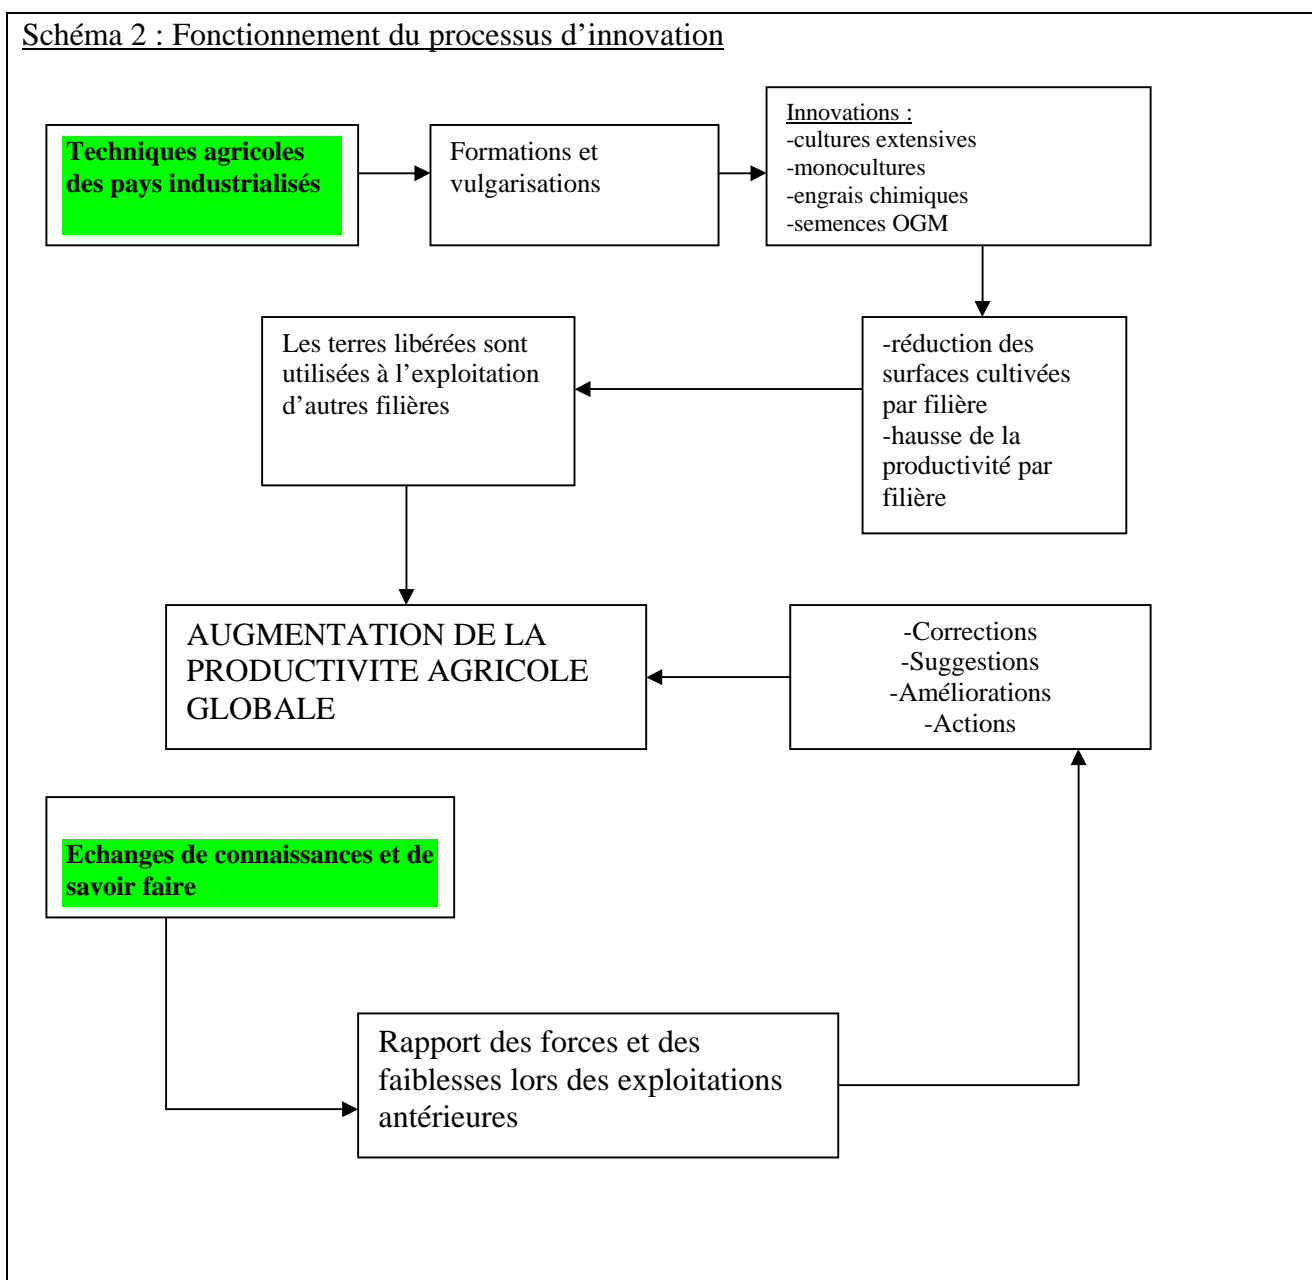 Schéma 2 : Fonctionnement du processus d’innovation
Techniques agricoles
des pays industrialisés
Formations et
vulgarisations
Innovations :
-cultures extensives
-monocultures
-engrais chimiques
-semences OGM
Les terres libérées sont
utilisées à l’exploitation
d’autres filières
-réduction des
surfaces cultivées
par filière
-hausse de la
productivité par
filière
AUGMENTATION DE LA
PRODUCTIVITE AGRICOLE
GLOBALE
-Corrections
-Suggestions
-Améliorations
-Actions
Echanges de connaissances et de
savoir faire
Rapport des forces et des
faiblesses lors des exploitations
antérieures